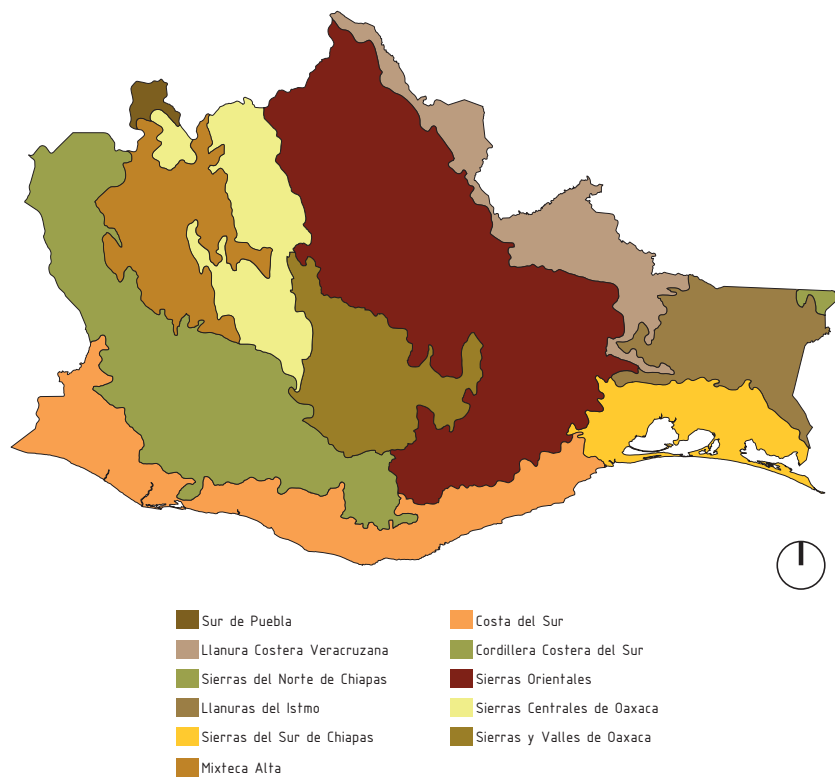 Sur de Puebla
Llanura Costera Veracruzana
Sierras del Norte de Chiapas
Llanuras del Istmo
Sierras del Sur de Chiapas
Mixteca Alta
Costa del Sur
Cordillera Costera del Sur
Sierras Orientales
Sierras Centrales de Oaxaca
Sierras y Valles de Oaxaca